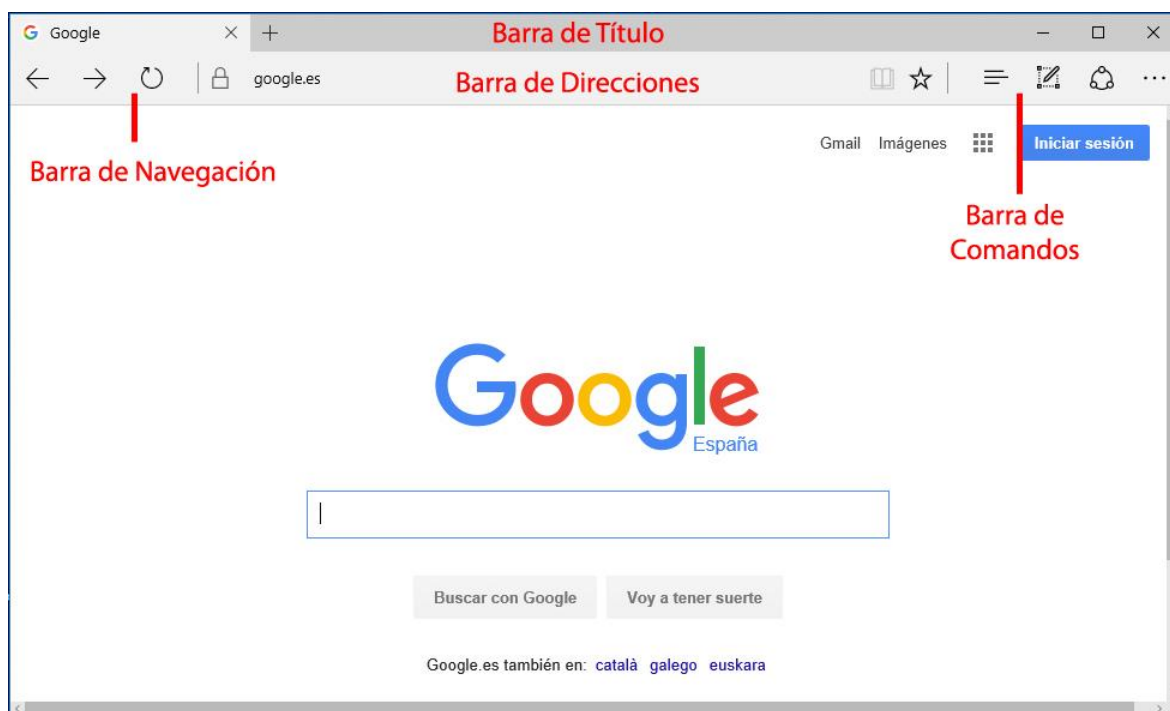 Google
Barra de Título
google.es
Barra de Direcciones
Barra de Navegación
Gmail Imágenes Iniciar sesión
Barra de
Comandos
Google
España
Buscar con Google Voy a tener suerte
Google.es también en: català galego euskara